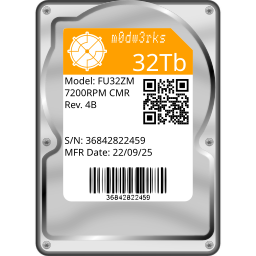 m0dw3rks
32Tb
Model: FU32ZM
7200RPM CMR
Rev. 4B
S/N: 36842822459
MFR Date: 22/09/25
36842822459